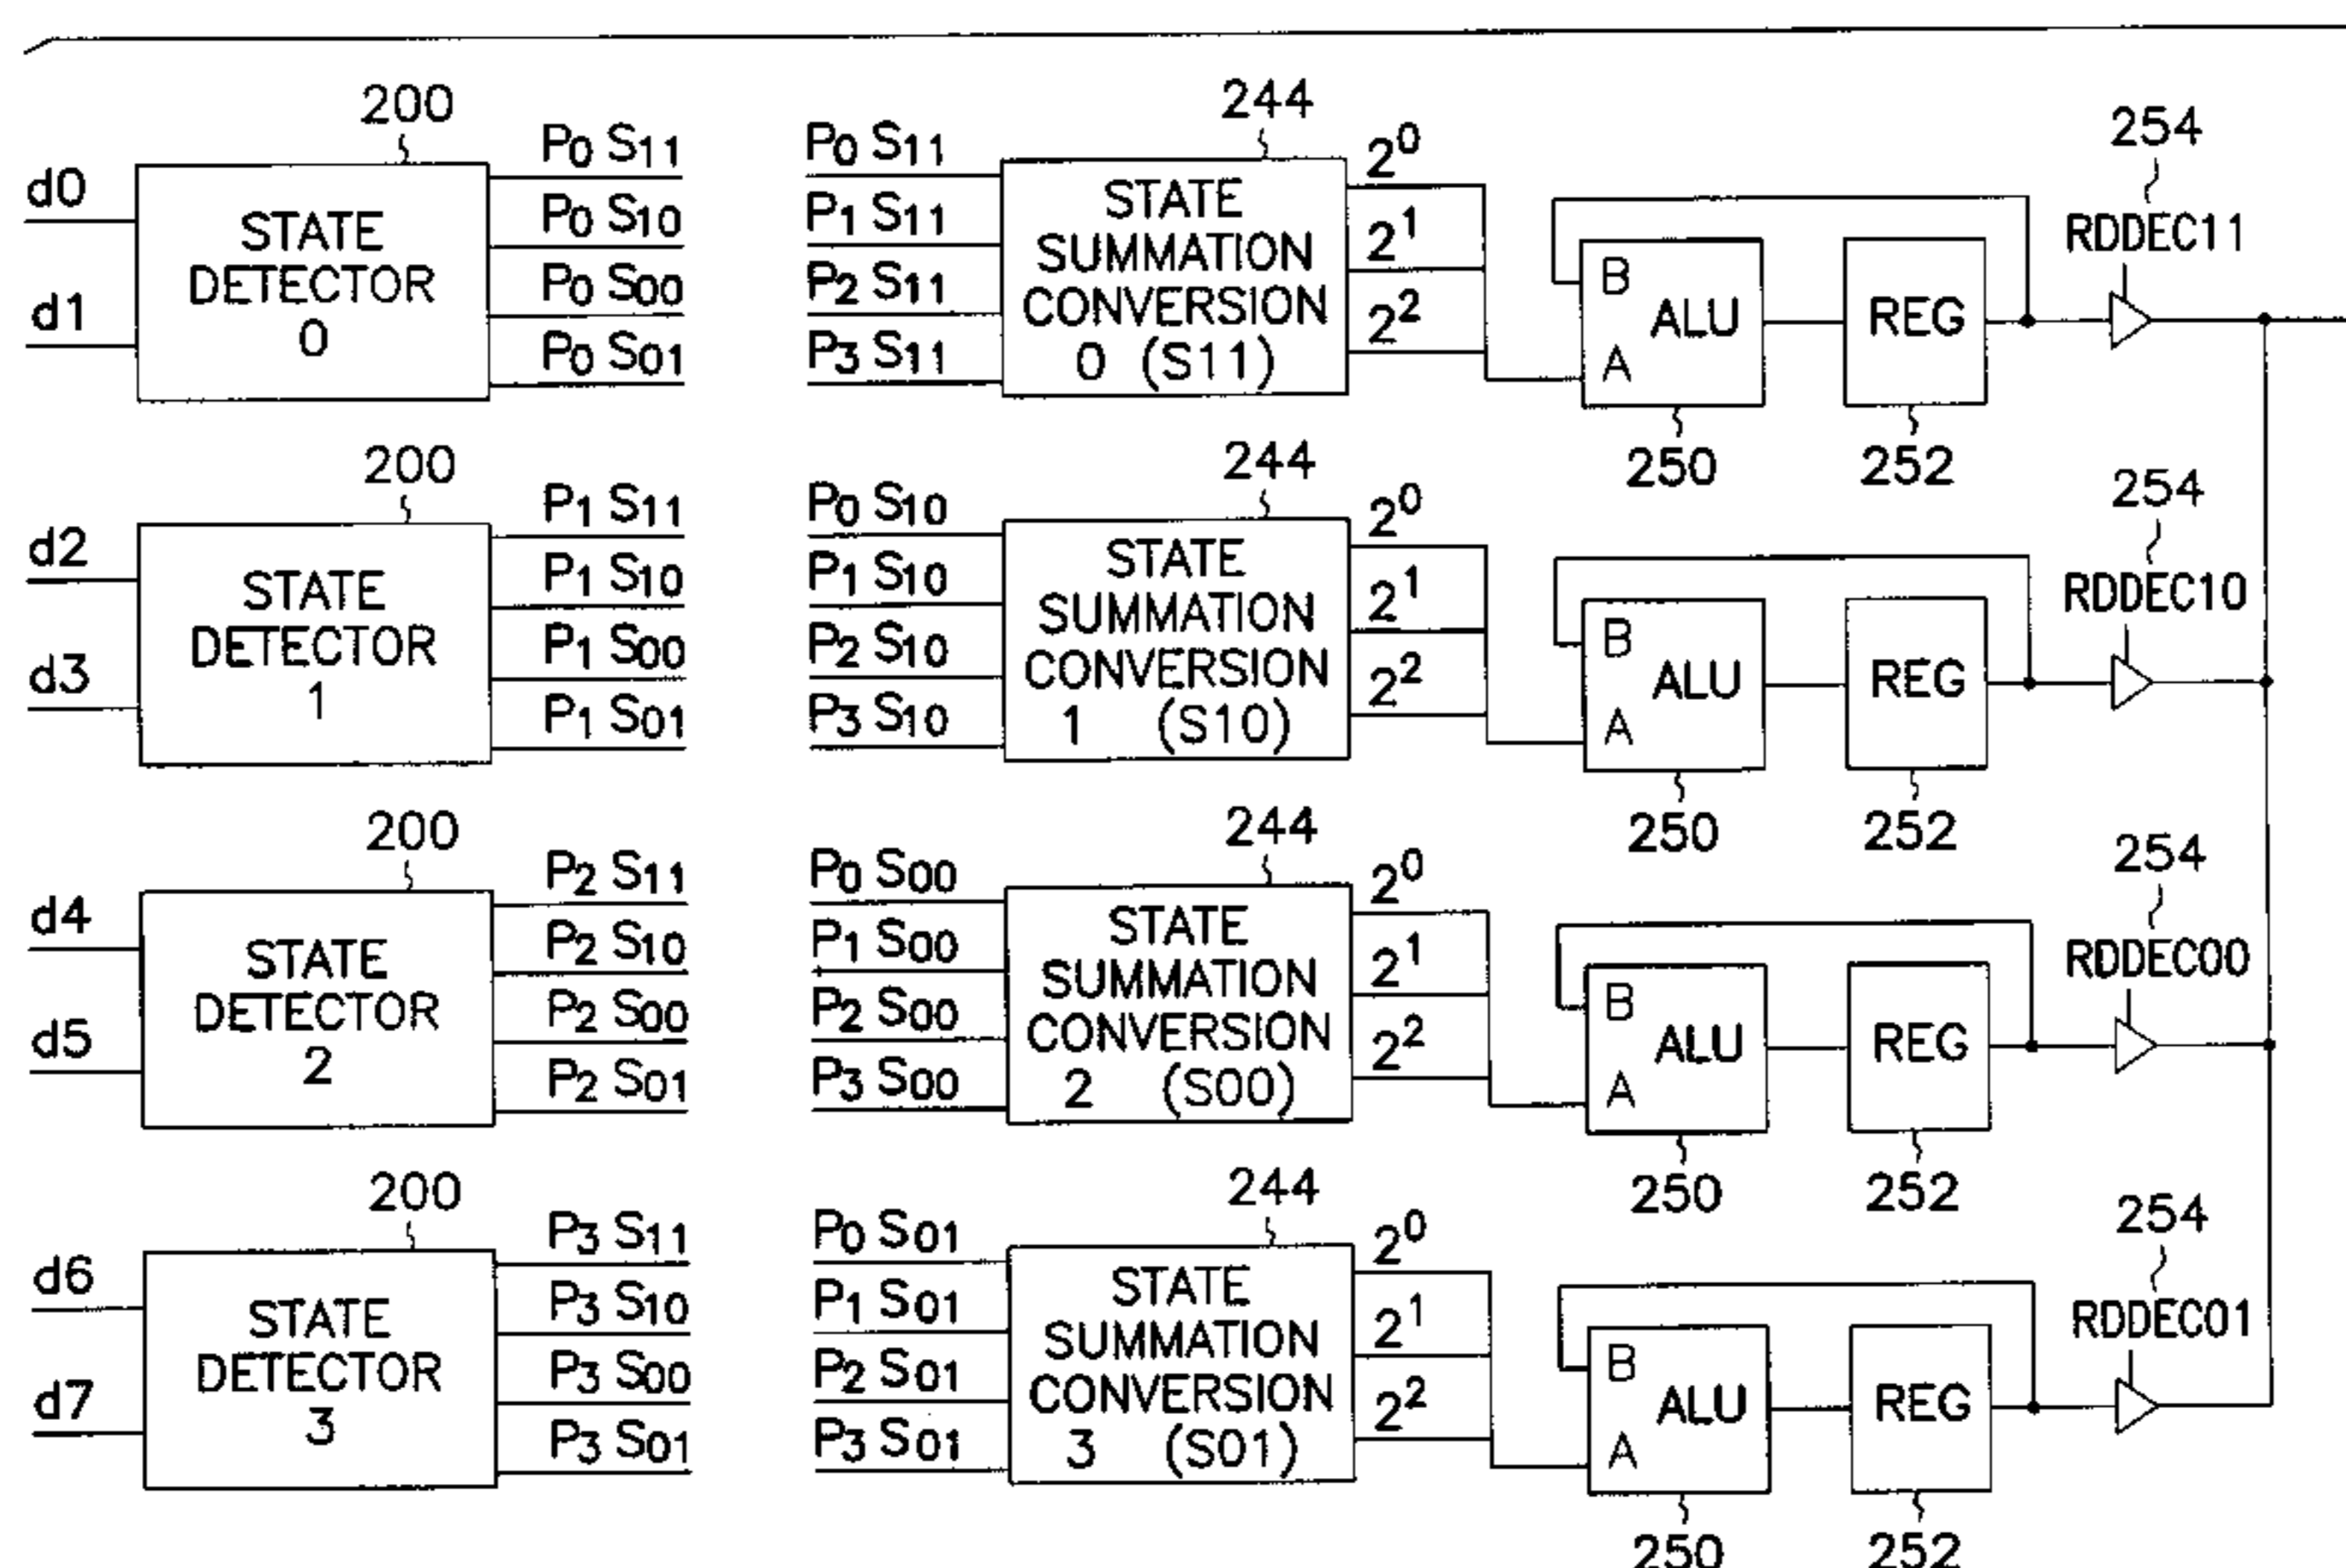 200
d0
d1
STATE
DETECTOR
0
P0 S11
P0 S10
P0 S00
P0 S01
244
P0 S11
P1 S11
P2 S11
P3 S11
STATE
SUMMATION
CONVERSION
0 (S11)
2^0
2^1
2^2
B
A
ALU
250
REG
252
254
RDDEC11
200
d2
d3
STATE
DETECTOR
1
P1 S11
P1 S10
P1 S00
P1 S01
244
P0 S10
P1 S10
P2 S10
P3 S10
STATE
SUMMATION
CONVERSION
1 (S10)
2^0
2^1
2^2
B
A
ALU
250
REG
252
254
RDDEC10
200
d4
d5
STATE
DETECTOR
2
P2 S11
P2 S10
P2 S00
P2 S01
244
P0 S00
P1 S00
P2 S00
P3 S00
STATE
SUMMATION
CONVERSION
2 (S00)
2^0
2^1
2^2
B
A
ALU
250
REG
252
254
RDDEC00
200
d6
d7
STATE
DETECTOR
3
P3 S11
P3 S10
P3 S00
P3 S01
244
P0 S01
P1 S01
P2 S01
P3 S01
STATE
SUMMATION
CONVERSION
3 (S01)
2^0
2^1
2^2
B
A
ALU
250
REG
252
254
RDDEC01